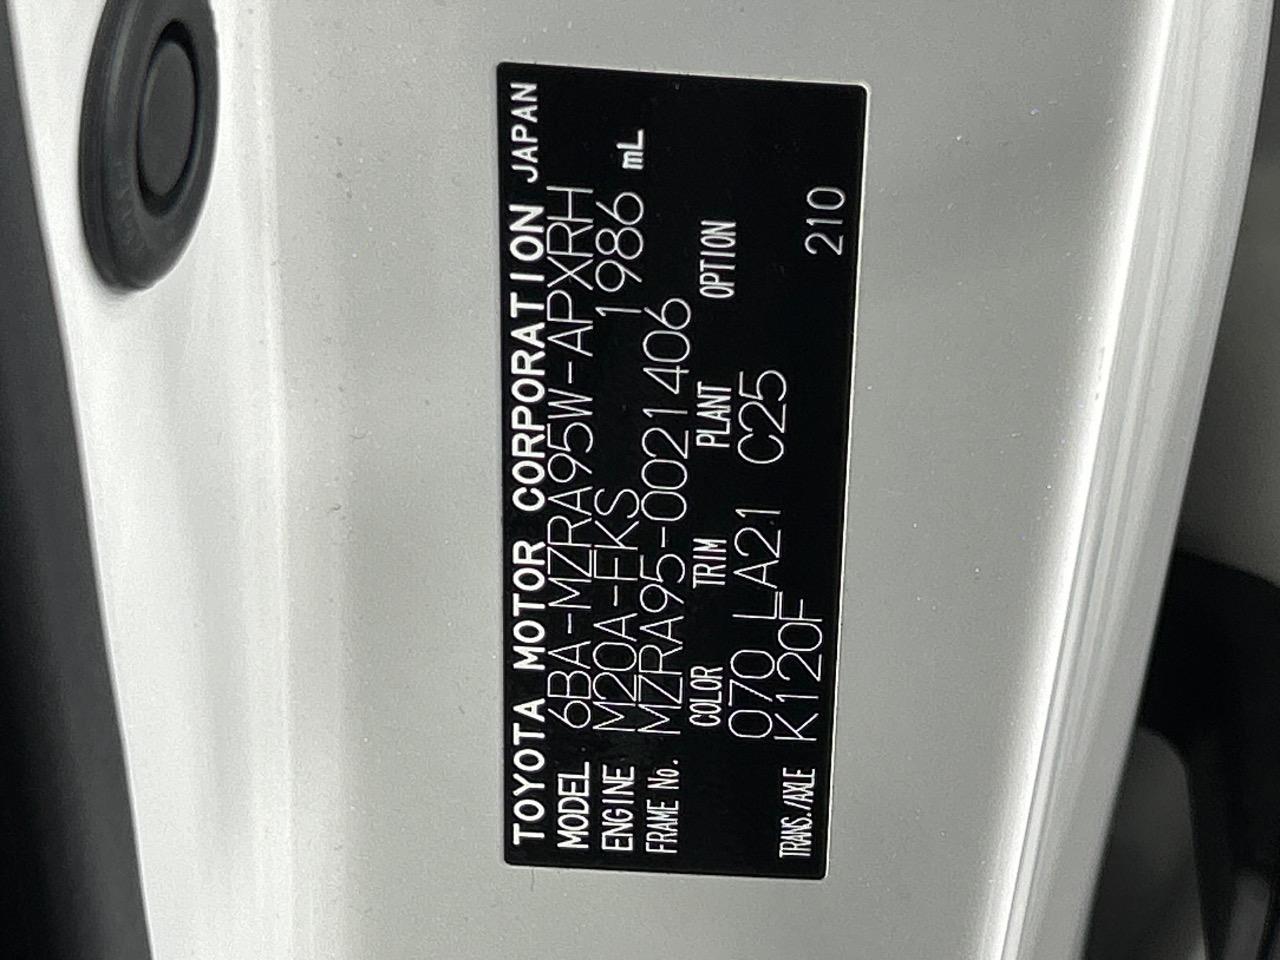 TOYOTA MOTOR CORPORATION JAPAN
MODEL 6BA-MZRA95W-APXRH
ENGINE M20A-FKS 1986 mL
FRAME No. MZRA95-0021406
COLOR TRIM PLANT OPTION
070 LA21 C25
TRANS./AXLE K120F 210